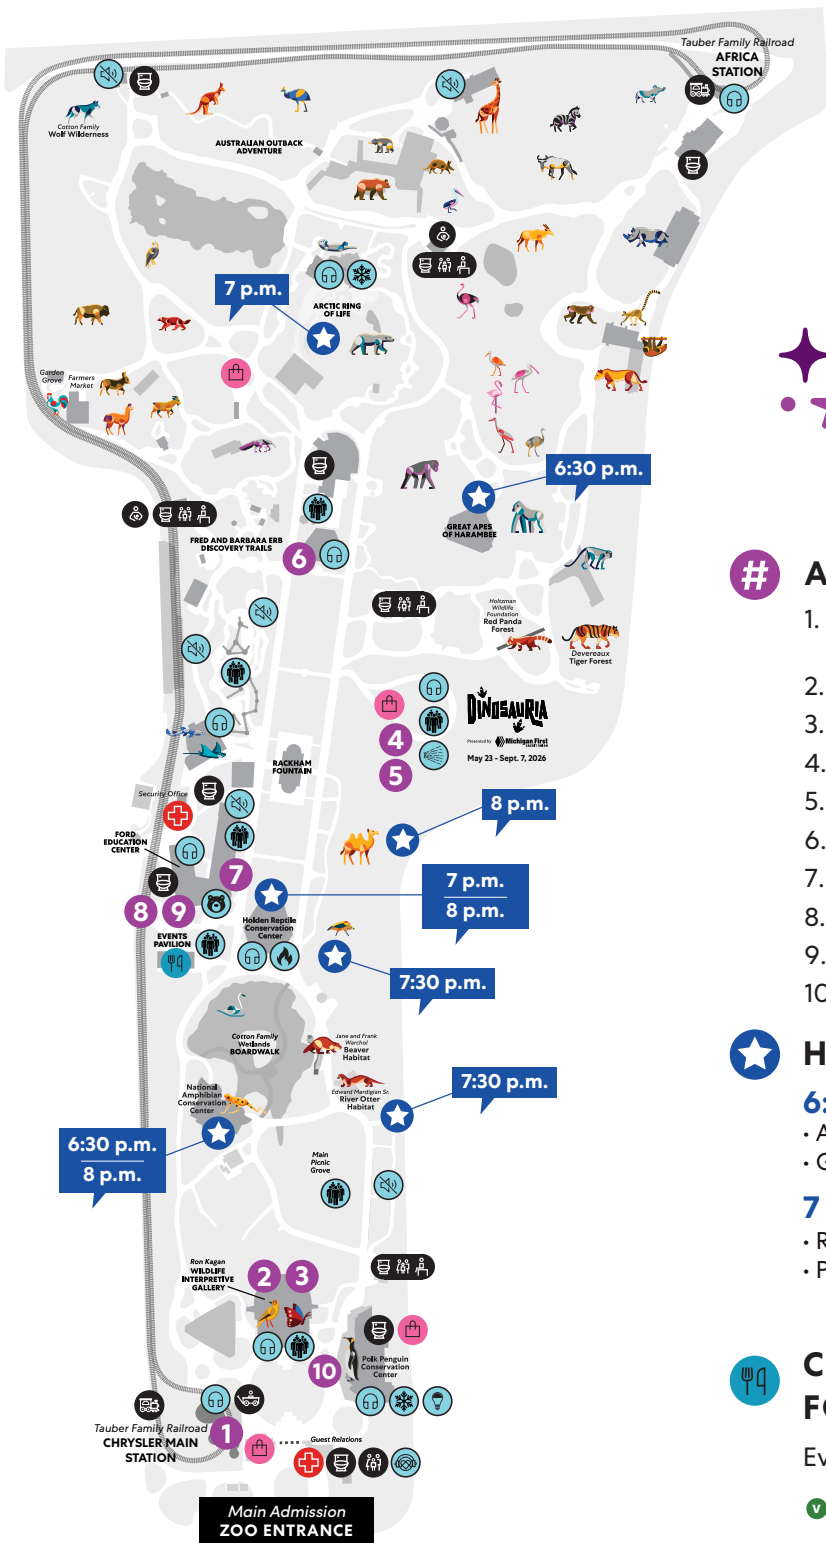 Tauber Family Railroad
AFRICA
STATION
Cotton Family
Wolf Wilderness
AUSTRALIAN OUTBACK
ADVENTURE
7 p.m.
ARCTIC RING
OF LIFE
Garden
Grove
Farmers
Market
6:30 p.m.
GREAT APES
OF HARAMBEE
FRED AND BARBARA ERB
DISCOVERY TRAILS
6
#
A
1.
2.
3.
4.
5.
6.
7.
8.
9.
10
Holtzman
Wildlife
Foundation
Red Panda
Forest
Devereaux
Tiger Forest
4
5
DINOSAURIA
Presented by Michigan First
CREDIT UNION
May 23 - Sept. 7, 2026
RACKHAM
FOUNTAIN
Security Office
FORD
EDUCATION
CENTER
8 p.m.
7
7 p.m.
8 p.m.
8
9
EVENTS
PAVILION
Holden Reptile
Conservation
Center
7:30 p.m.
Cotton Family
Wetlands
BOARDWALK
Jane and Frank
Warchol
Beaver
Habitat
Edward Mardigian Sr.
River Otter
Habitat
7:30 p.m.
National
Amphibian
Conservation
Center
6:30 p.m.
8 p.m.
Main
Picnic
Grove
H
6:
• A
• G
7
• R
• P
Ron Kagan
WILDLIFE
INTERPRETIVE
GALLERY
2
3
10
Polk Penguin
Conservation
Center
C
FO
Ev
V
Tauber Family Railroad
CHRYSLER MAIN
STATION
1
Guest Relations
Main Admission
ZOO ENTRANCE